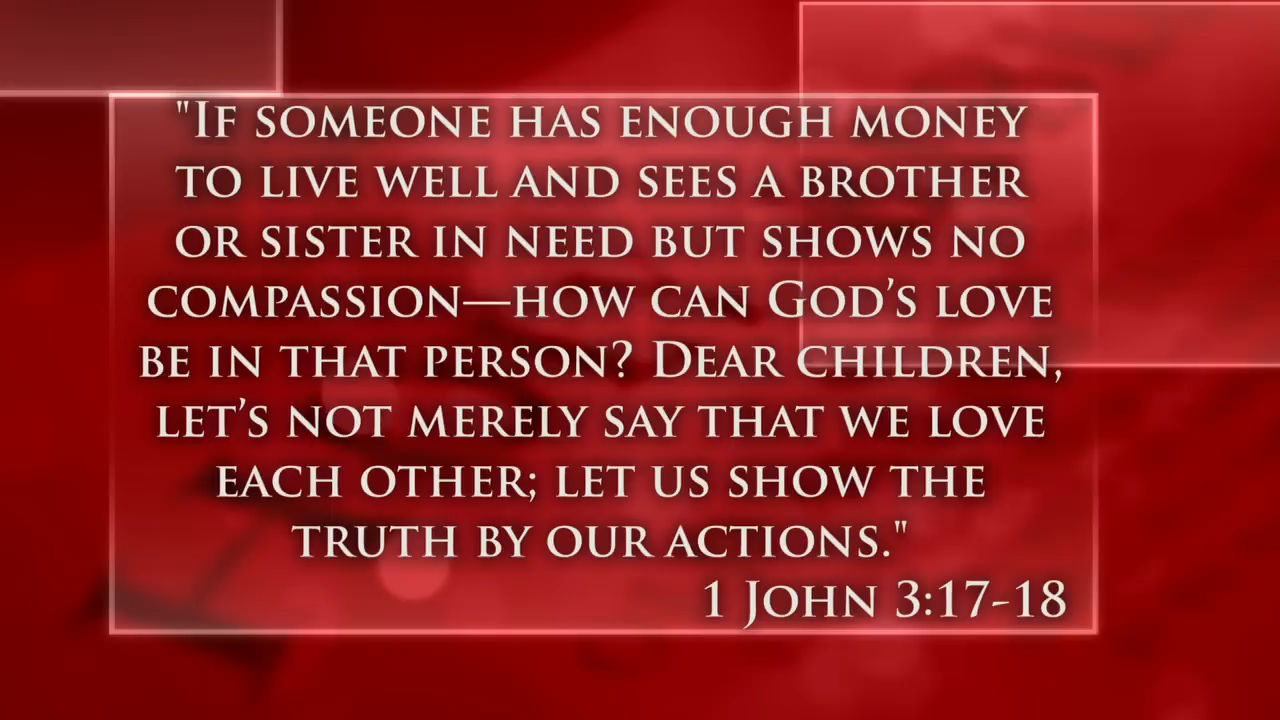 "If someone has enough money
to live well and sees a brother
or sister in need but shows no
compassion—how can God’s love
be in that person? Dear children,
let’s not merely say that we love
each other; let us show the
truth by our actions."
1 John 3:17-18